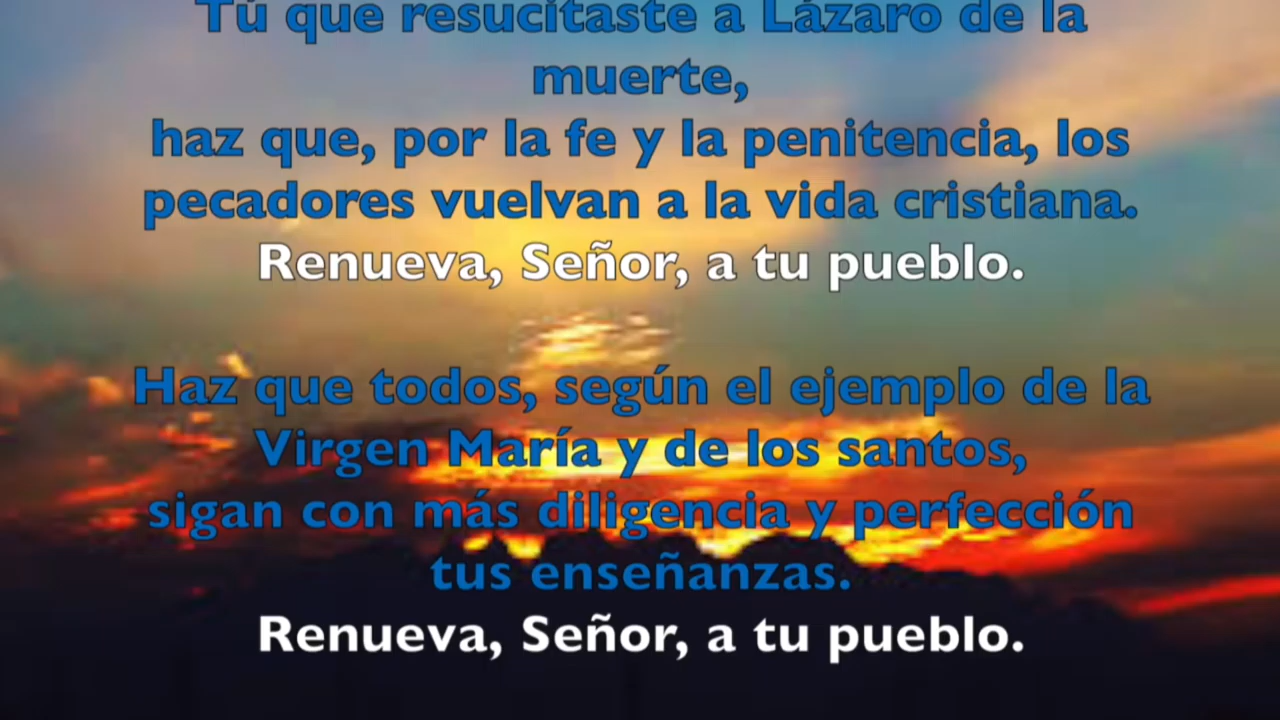 Tú que resucitaste a Lázaro de la
muerte,
haz que, por la fe y la penitencia, los
pecadores vuelvan a la vida cristiana.
Renueva, Señor, a tu pueblo.
Haz que todos, según el ejemplo de la
Virgen María y de los santos,
sigan con más diligencia y perfección
tus enseñanzas.
Renueva, Señor, a tu pueblo.